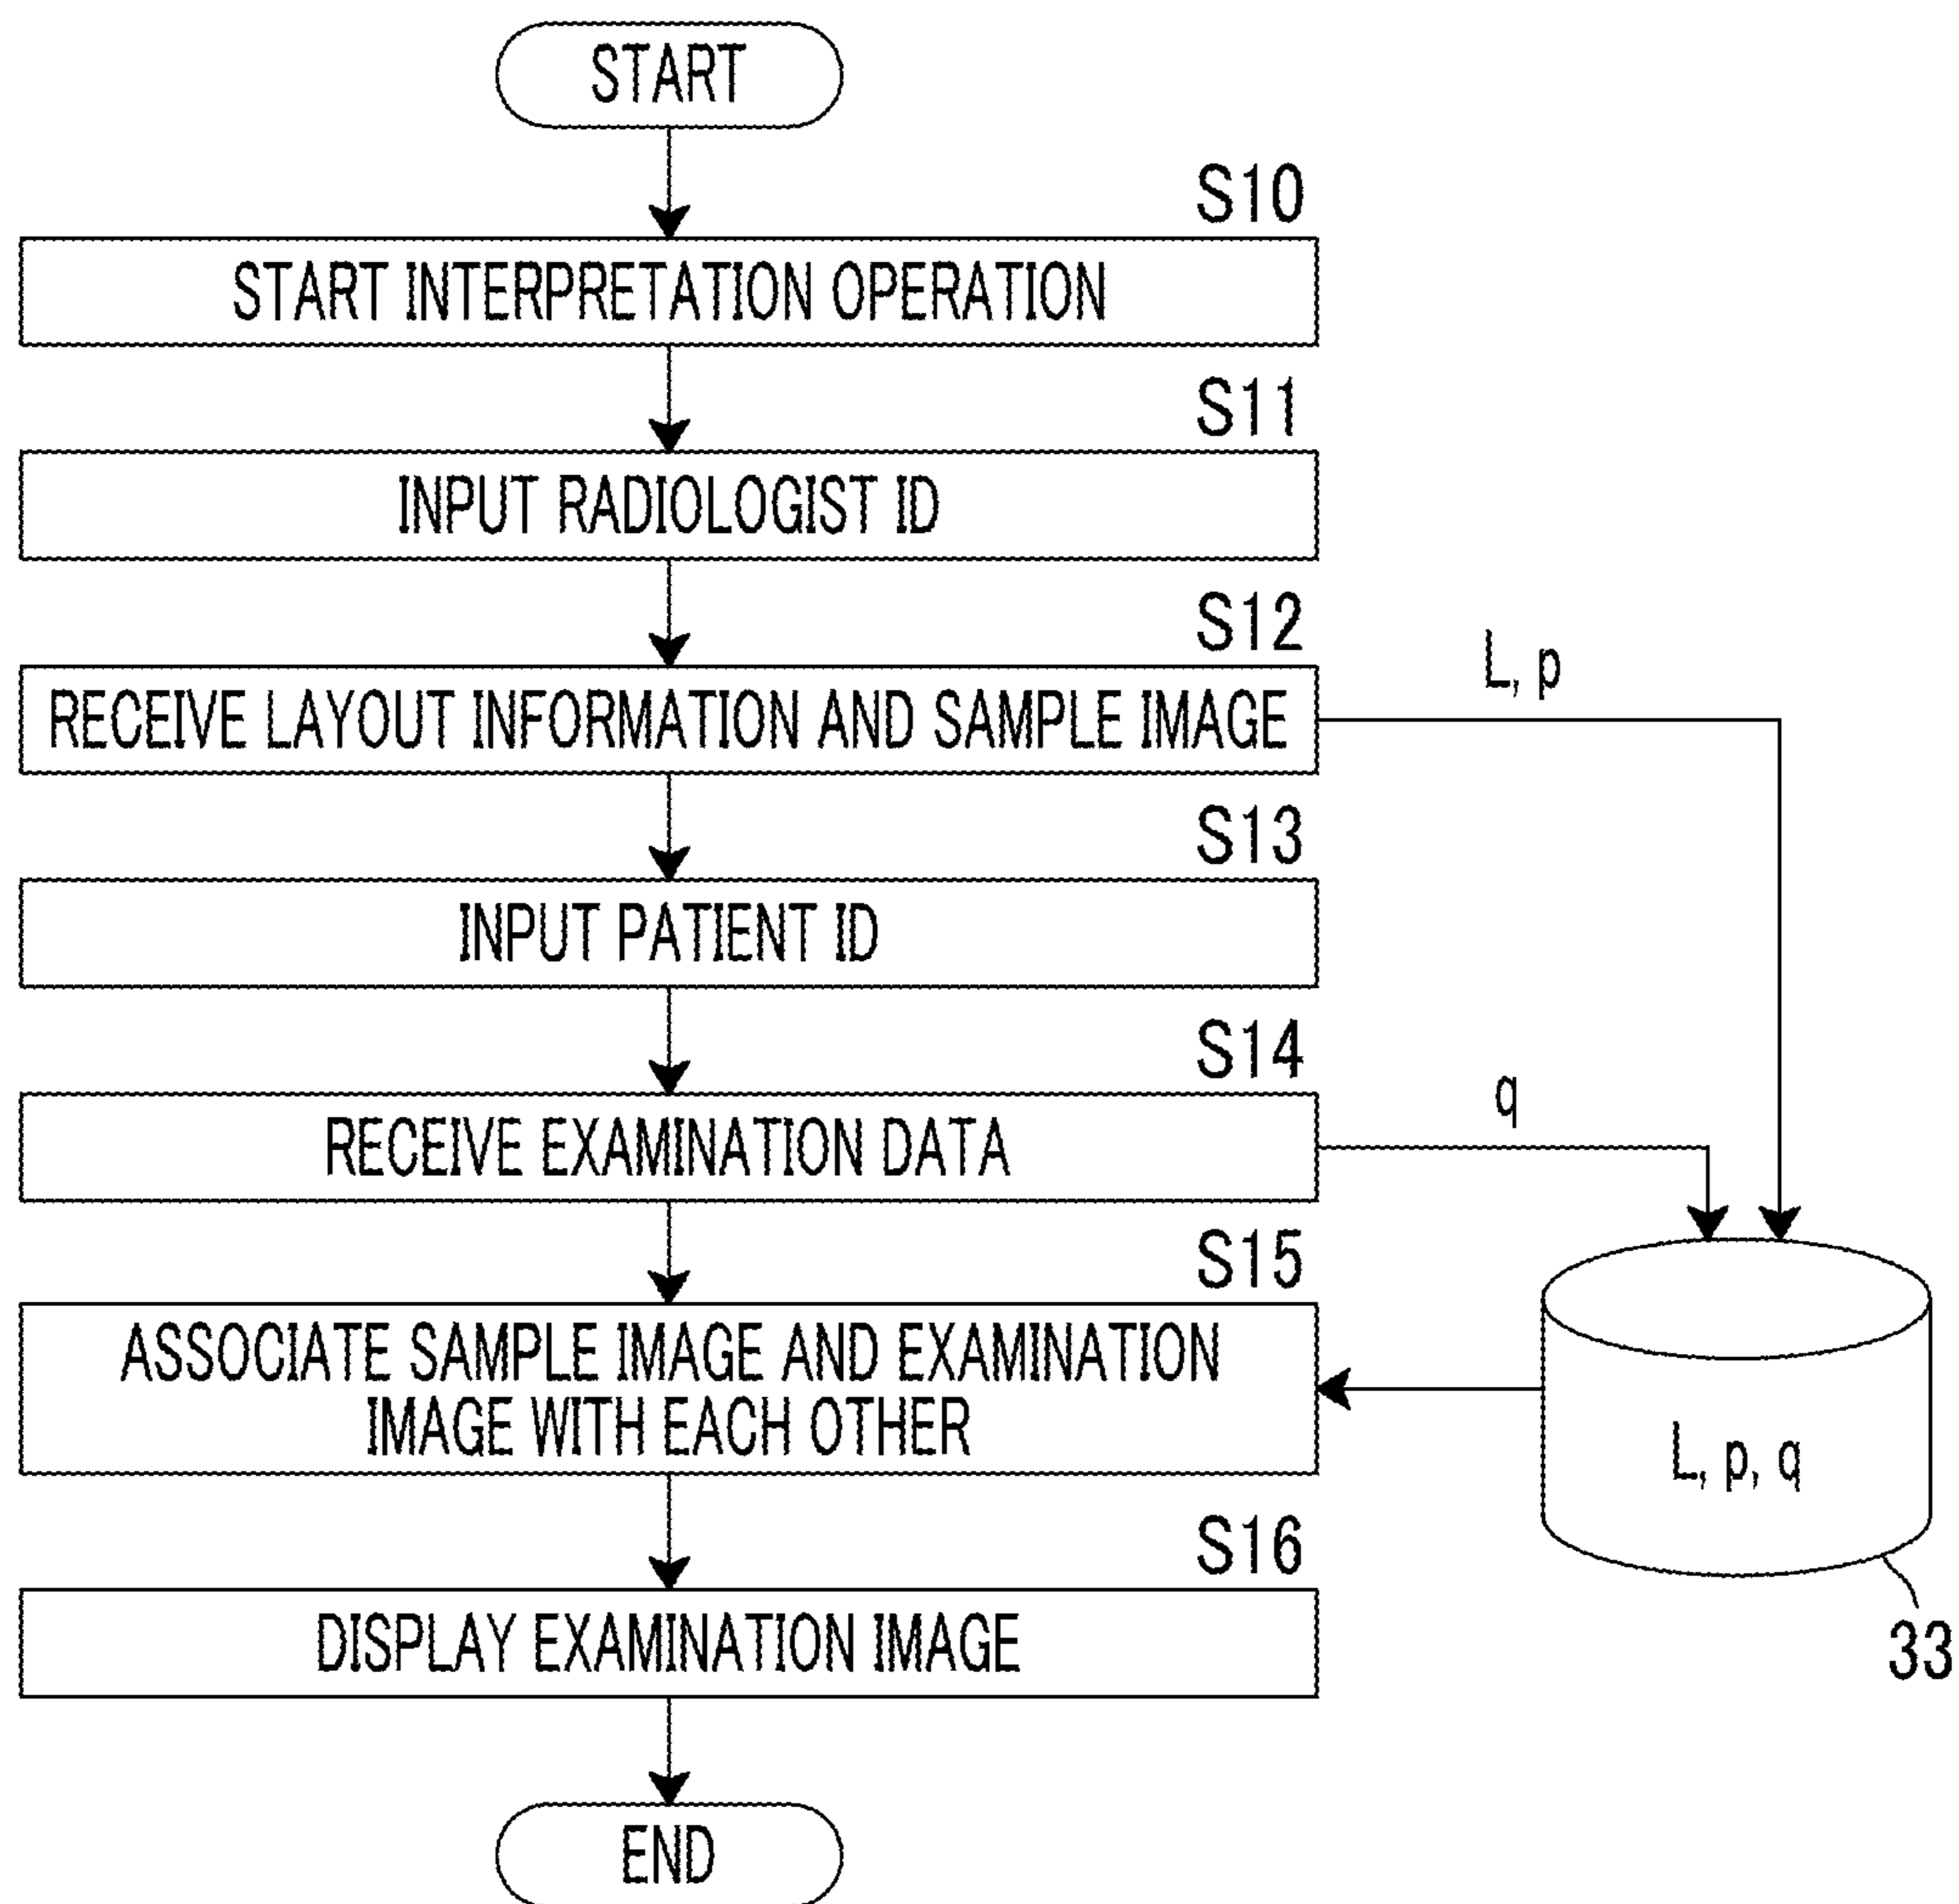 START
S10
START INTERPRETATION OPERATION
S11
INPUT RADIOLOGIST ID
S12
RECEIVE LAYOUT INFORMATION AND SAMPLE IMAGE
L, p
S13
INPUT PATIENT ID
S14
RECEIVE EXAMINATION DATA
q
S15
ASSOCIATE SAMPLE IMAGE AND EXAMINATION
IMAGE WITH EACH OTHER
L, p, q
33
S16
DISPLAY EXAMINATION IMAGE
END